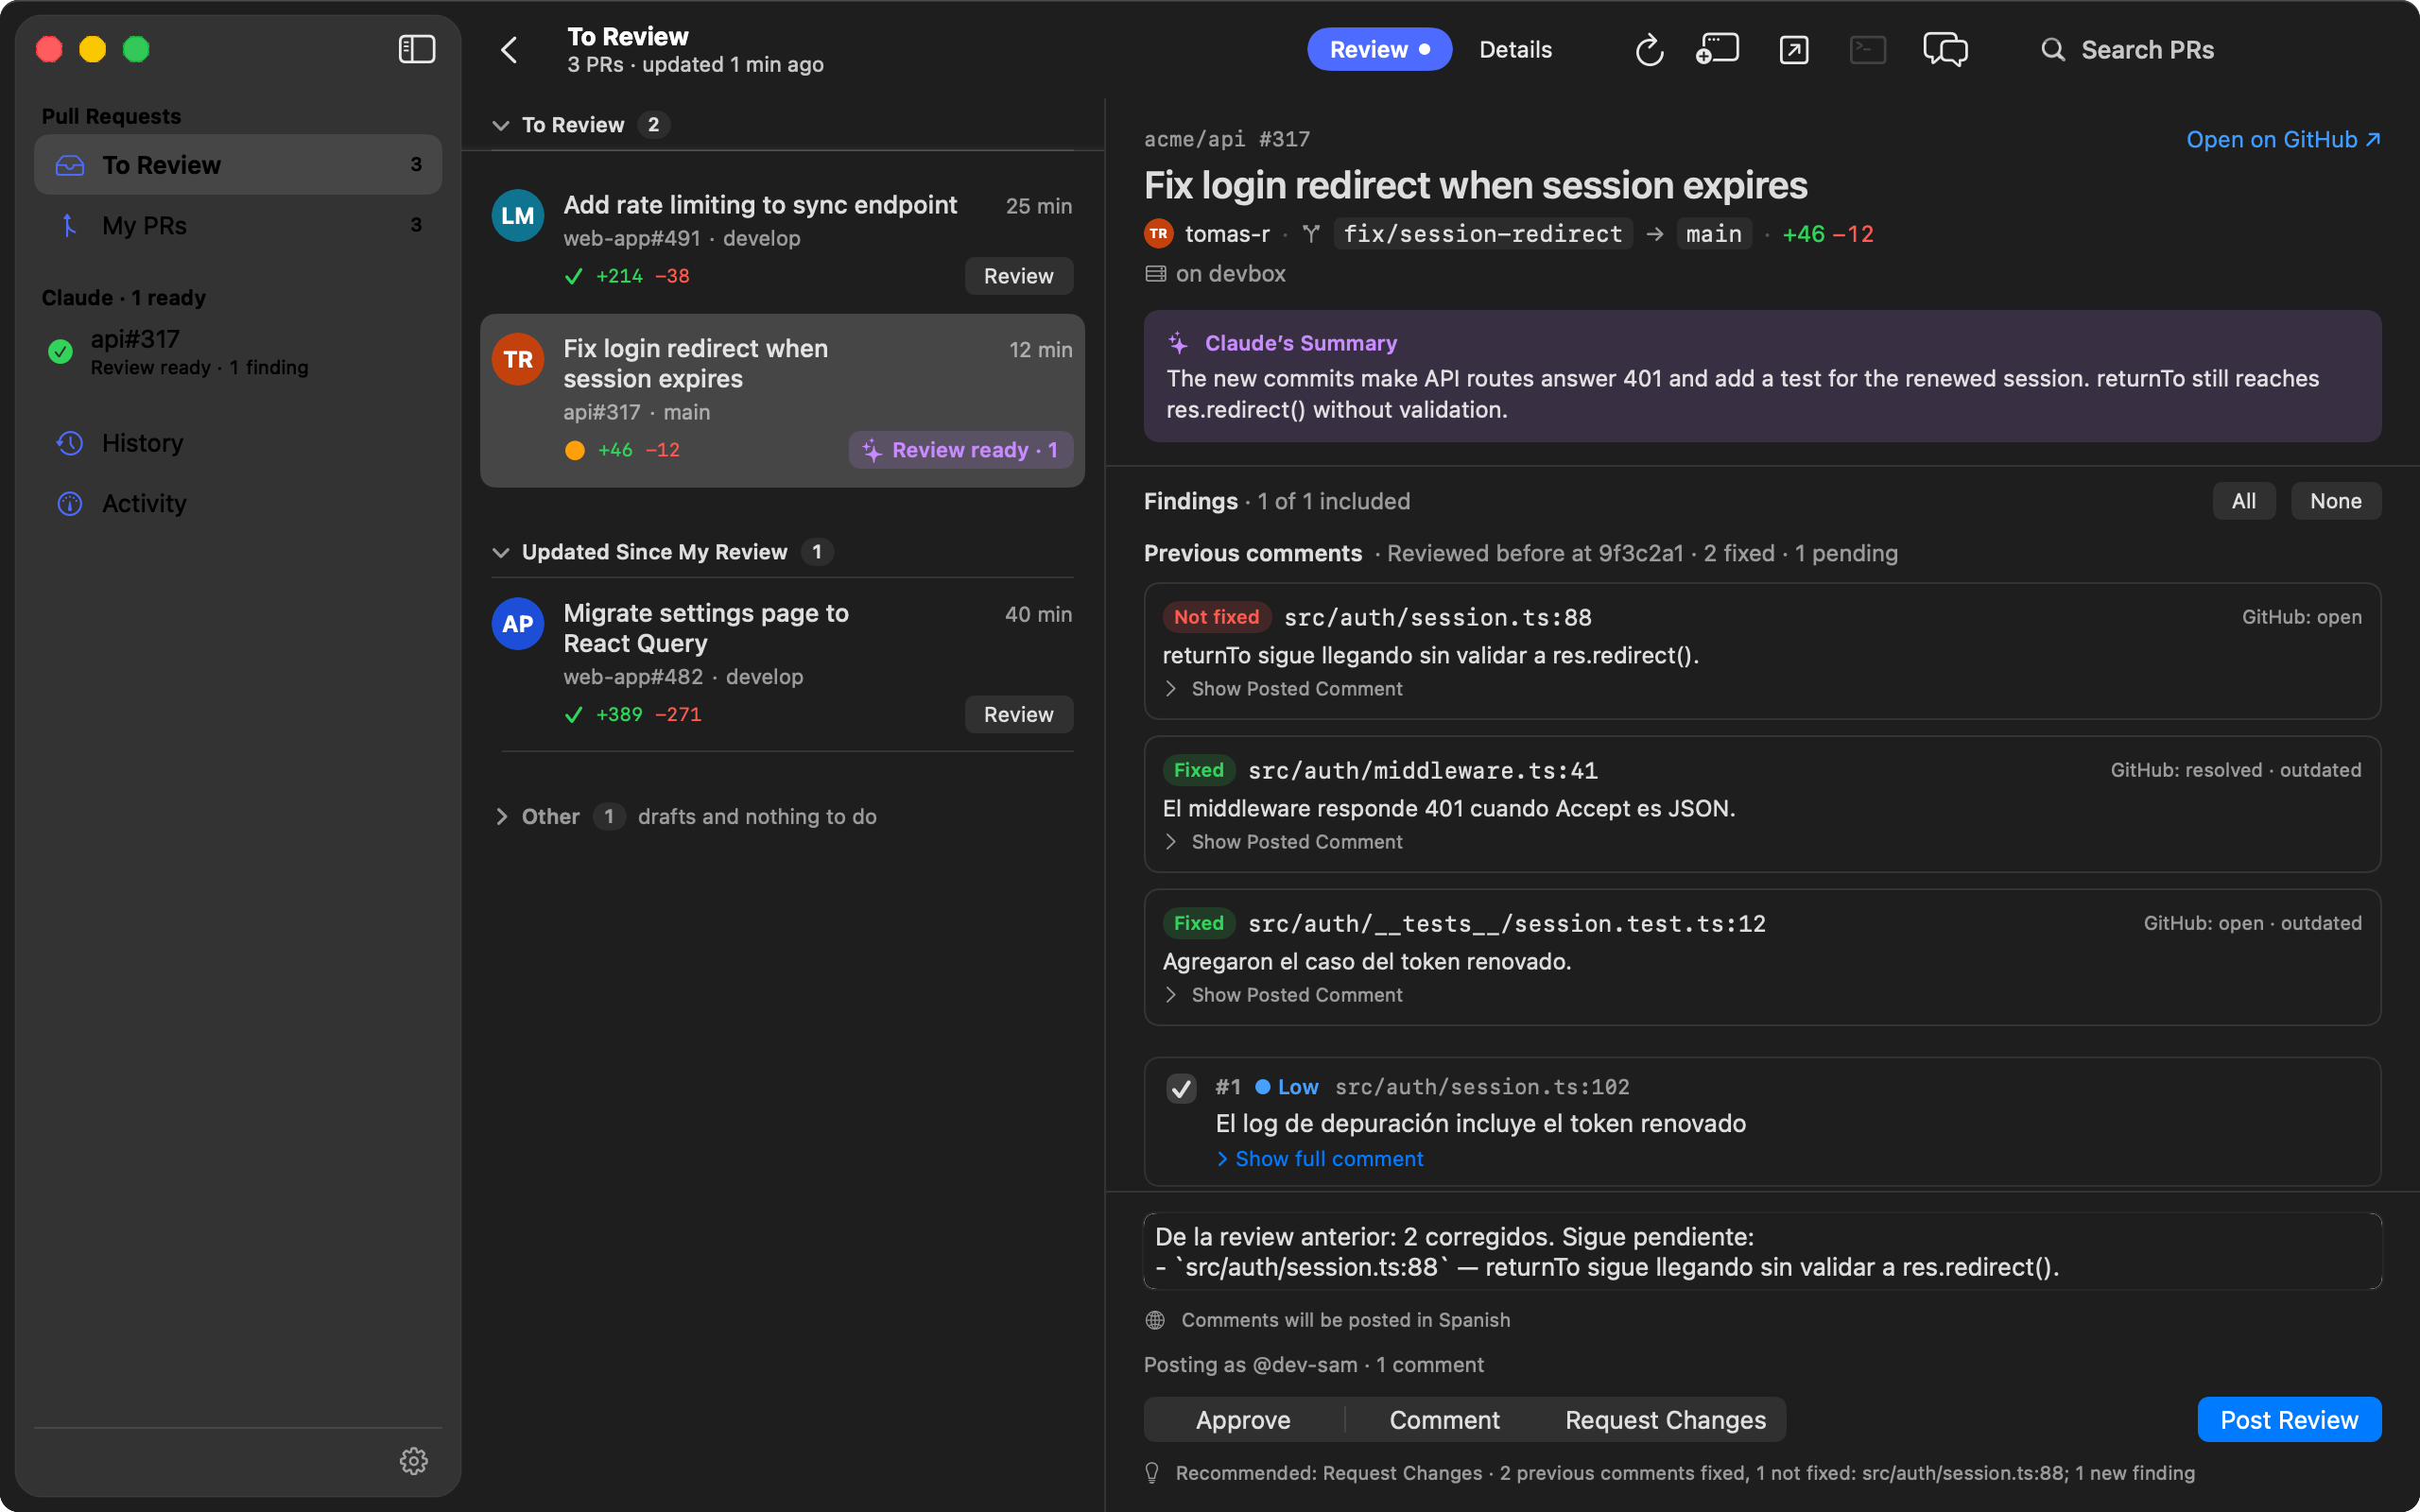 Pull Requests
To Review 3
My PRs 3
Claude · 1 ready
api#317
Review ready · 1 finding
History
Activity
To Review
3 PRs · updated 1 min ago
Review
Details
Search PRs
To Review 2
LM
Add rate limiting to sync endpoint 25 min
web-app#491 · develop
+214 −38
Review
TR
Fix login redirect when 12 min
session expires
api#317 · main
+46 −12
Review ready · 1
Updated Since My Review 1
AP
Migrate settings page to 40 min
React Query
web-app#482 · develop
+389 −271
Review
Other 1 drafts and nothing to do
acme/api #317
Open on GitHub ↗
Fix login redirect when session expires
TR tomas-r · fix/session-redirect → main · +46 −12
on devbox
Claude’s Summary
The new commits make API routes answer 401 and add a test for the renewed session. returnTo still reaches
res.redirect() without validation.
Findings · 1 of 1 included
All
None
Previous comments · Reviewed before at 9f3c2a1 · 2 fixed · 1 pending
Not fixed src/auth/session.ts:88 GitHub: open
returnTo sigue llegando sin validar a res.redirect().
Show Posted Comment
Fixed src/auth/middleware.ts:41 GitHub: resolved · outdated
El middleware responde 401 cuando Accept es JSON.
Show Posted Comment
Fixed src/auth/__tests__/session.test.ts:12 GitHub: open · outdated
Agregaron el caso del token renovado.
Show Posted Comment
#1 Low src/auth/session.ts:102
El log de depuración incluye el token renovado
Show full comment
De la review anterior: 2 corregidos. Sigue pendiente:
- `src/auth/session.ts:88` — returnTo sigue llegando sin validar a res.redirect().
Comments will be posted in Spanish
Posting as @dev-sam · 1 comment
Approve
Comment
Request Changes
Post Review
Recommended: Request Changes · 2 previous comments fixed, 1 not fixed: src/auth/session.ts:88; 1 new finding